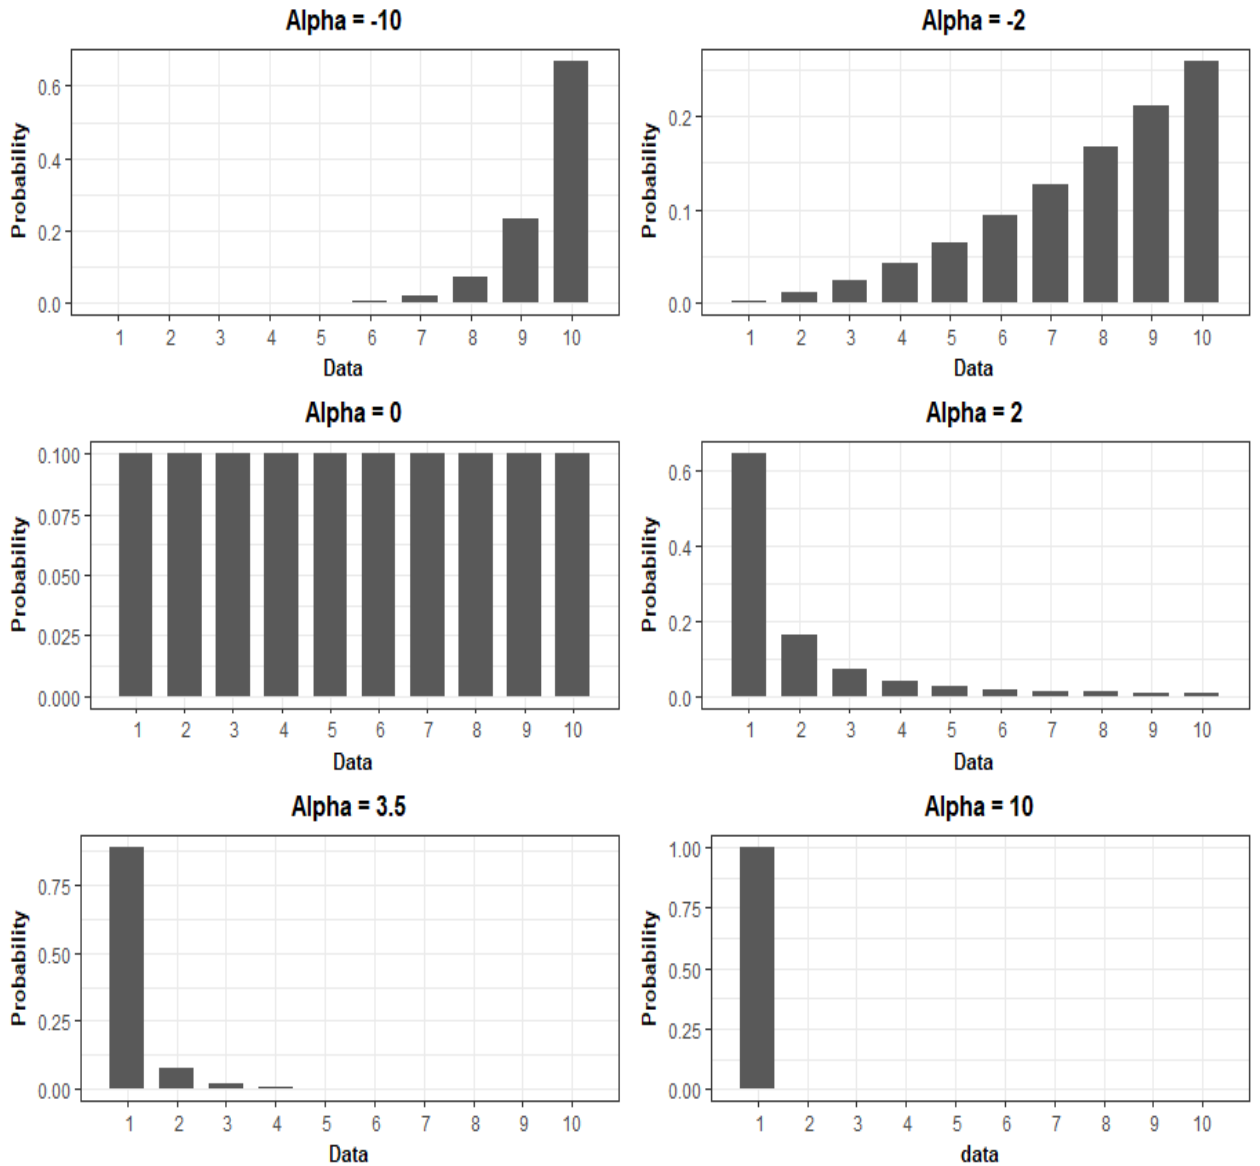 Alpha = -10
Probability
0.6
0.4
0.2
0.0
1 2 3 4 5 6 7 8 9 10
Data
Alpha = -2
Probability
0.2
0.1
0.0
1 2 3 4 5 6 7 8 9 10
Data
Alpha = 0
Probability
0.100
0.075
0.050
0.025
0.000
1 2 3 4 5 6 7 8 9 10
Data
Alpha = 2
Probability
0.6
0.4
0.2
0.0
1 2 3 4 5 6 7 8 9 10
Data
Alpha = 3.5
Probability
0.75
0.50
0.25
0.00
1 2 3 4 5 6 7 8 9 10
Data
Alpha = 10
Probability
1.00
0.75
0.50
0.25
0.00
1 2 3 4 5 6 7 8 9 10
data